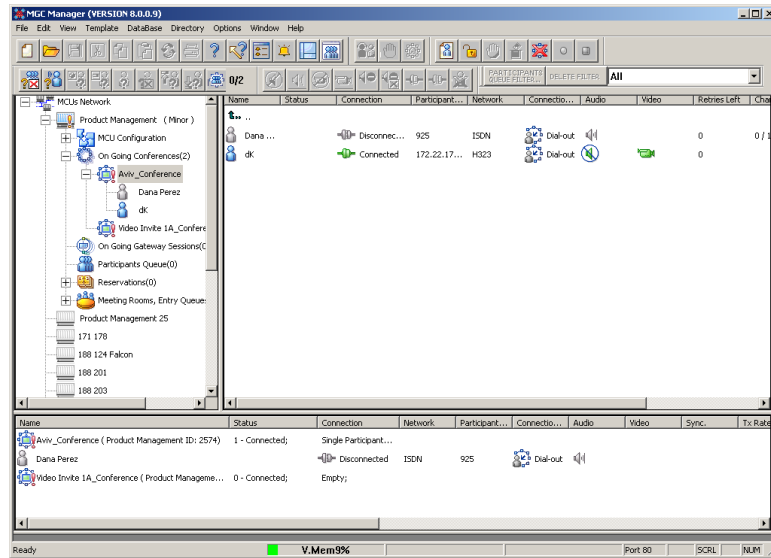 MGC Manager (VERSION 8.0.0.9)
File Edit View Template DataBase Directory Options Window Help
0/2 PARTICIPANTS QUEUE FILTER... DELETE FILTER All
MCUs Network
Product Management ( Minor )
MCU Configuration
On Going Conferences(2)
Aviv_Conference
Dana Perez
dK
Video Invite 1A_Confere
On Going Gateway Sessions(C
Participants Queue(0)
Reservations(0)
Meeting Rooms, Entry Queue
Product Management 25
171 178
188 124 Falcon
188 201
188 203
Name Status Connection Participant... Network Connectio... Audio Video Retries Left Cha
..
Dana ... Disconnec... 925 ISDN Dial-out 0 0 / 1
dK Connected 172.22.17... H323 Dial-out 0
Name Status Connection Network Participant... Connectio... Audio Video Sync. Tx Rate
Aviv_Conference ( Product Management ID: 2574) 1 - Connected; Single Participant...
Dana Perez Disconnected ISDN 925 Dial-out
Video Invite 1A_Conference ( Product Manageme... 0 - Connected; Empty;
Ready V.Mem9% Port 80 SCRL NUM